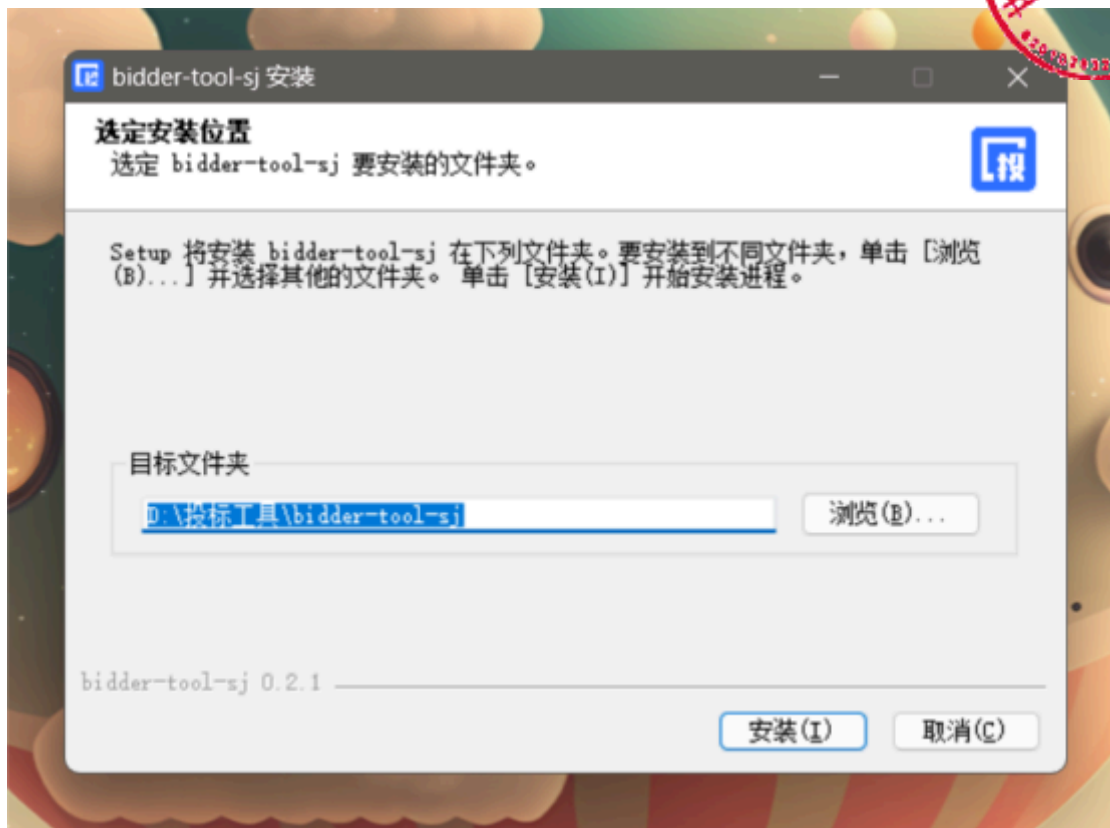 bidder-tool-sj 安装
选定安装位置
选定 bidder-tool-sj 要安装的文件夹。
投
Setup 将安装 bidder-tool-sj 在下列文件夹。要安装到不同文件夹，单击 [浏览
(B)...] 并选择其他的文件夹。 单击 [安装(I)] 开始安装进程。
目标文件夹
D:\投标工具\bidder-tool-sj
浏览(B)...
bidder-tool-sj 0.2.1
安装(I) 取消(C)